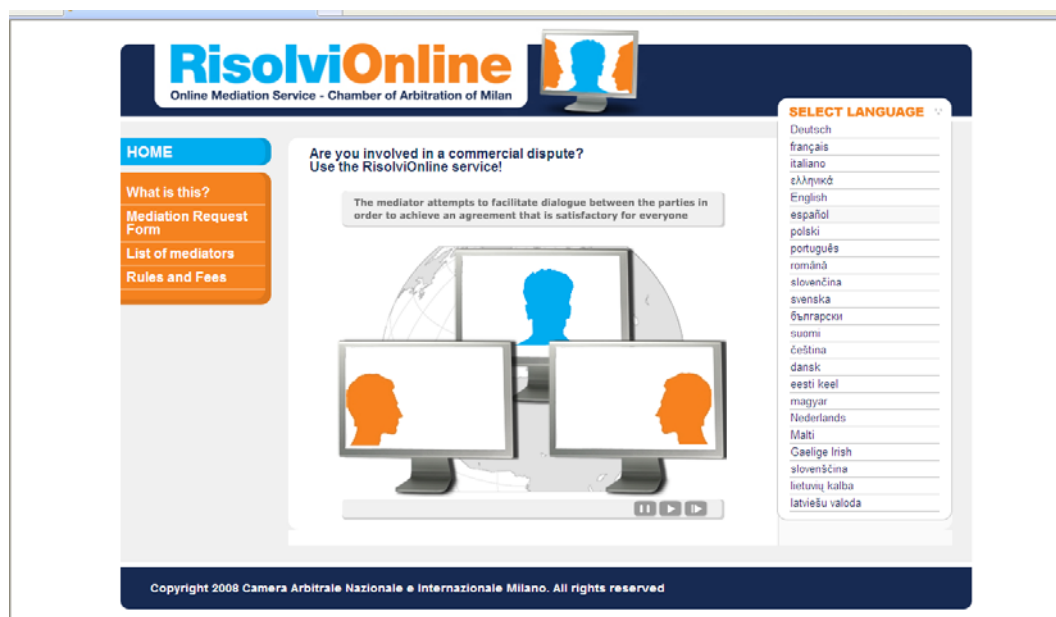 RisolviOnline
Online Mediation Service - Chamber of Arbitration of Milan
HOME
What is this?
Mediation Request
Form
List of mediators
Rules and Fees
Are you involved in a commercial dispute?
Use the RisolviOnline service!
The mediator attempts to facilitate dialogue between the parties in
order to achieve an agreement that is satisfactory for everyone
SELECT LANGUAGE
Deutsch
français
italiano
ελληνικά
English
español
polski
português
română
slovenčina
svenska
български
suomi
čeština
dansk
eesti keel
magyar
Nederlands
Malti
Gaelige Irish
slovenščina
lietuvių kalba
latviešu valoda
Copyright 2008 Camera Arbitrale Nazionale e Internazionale Milano. All rights reserved